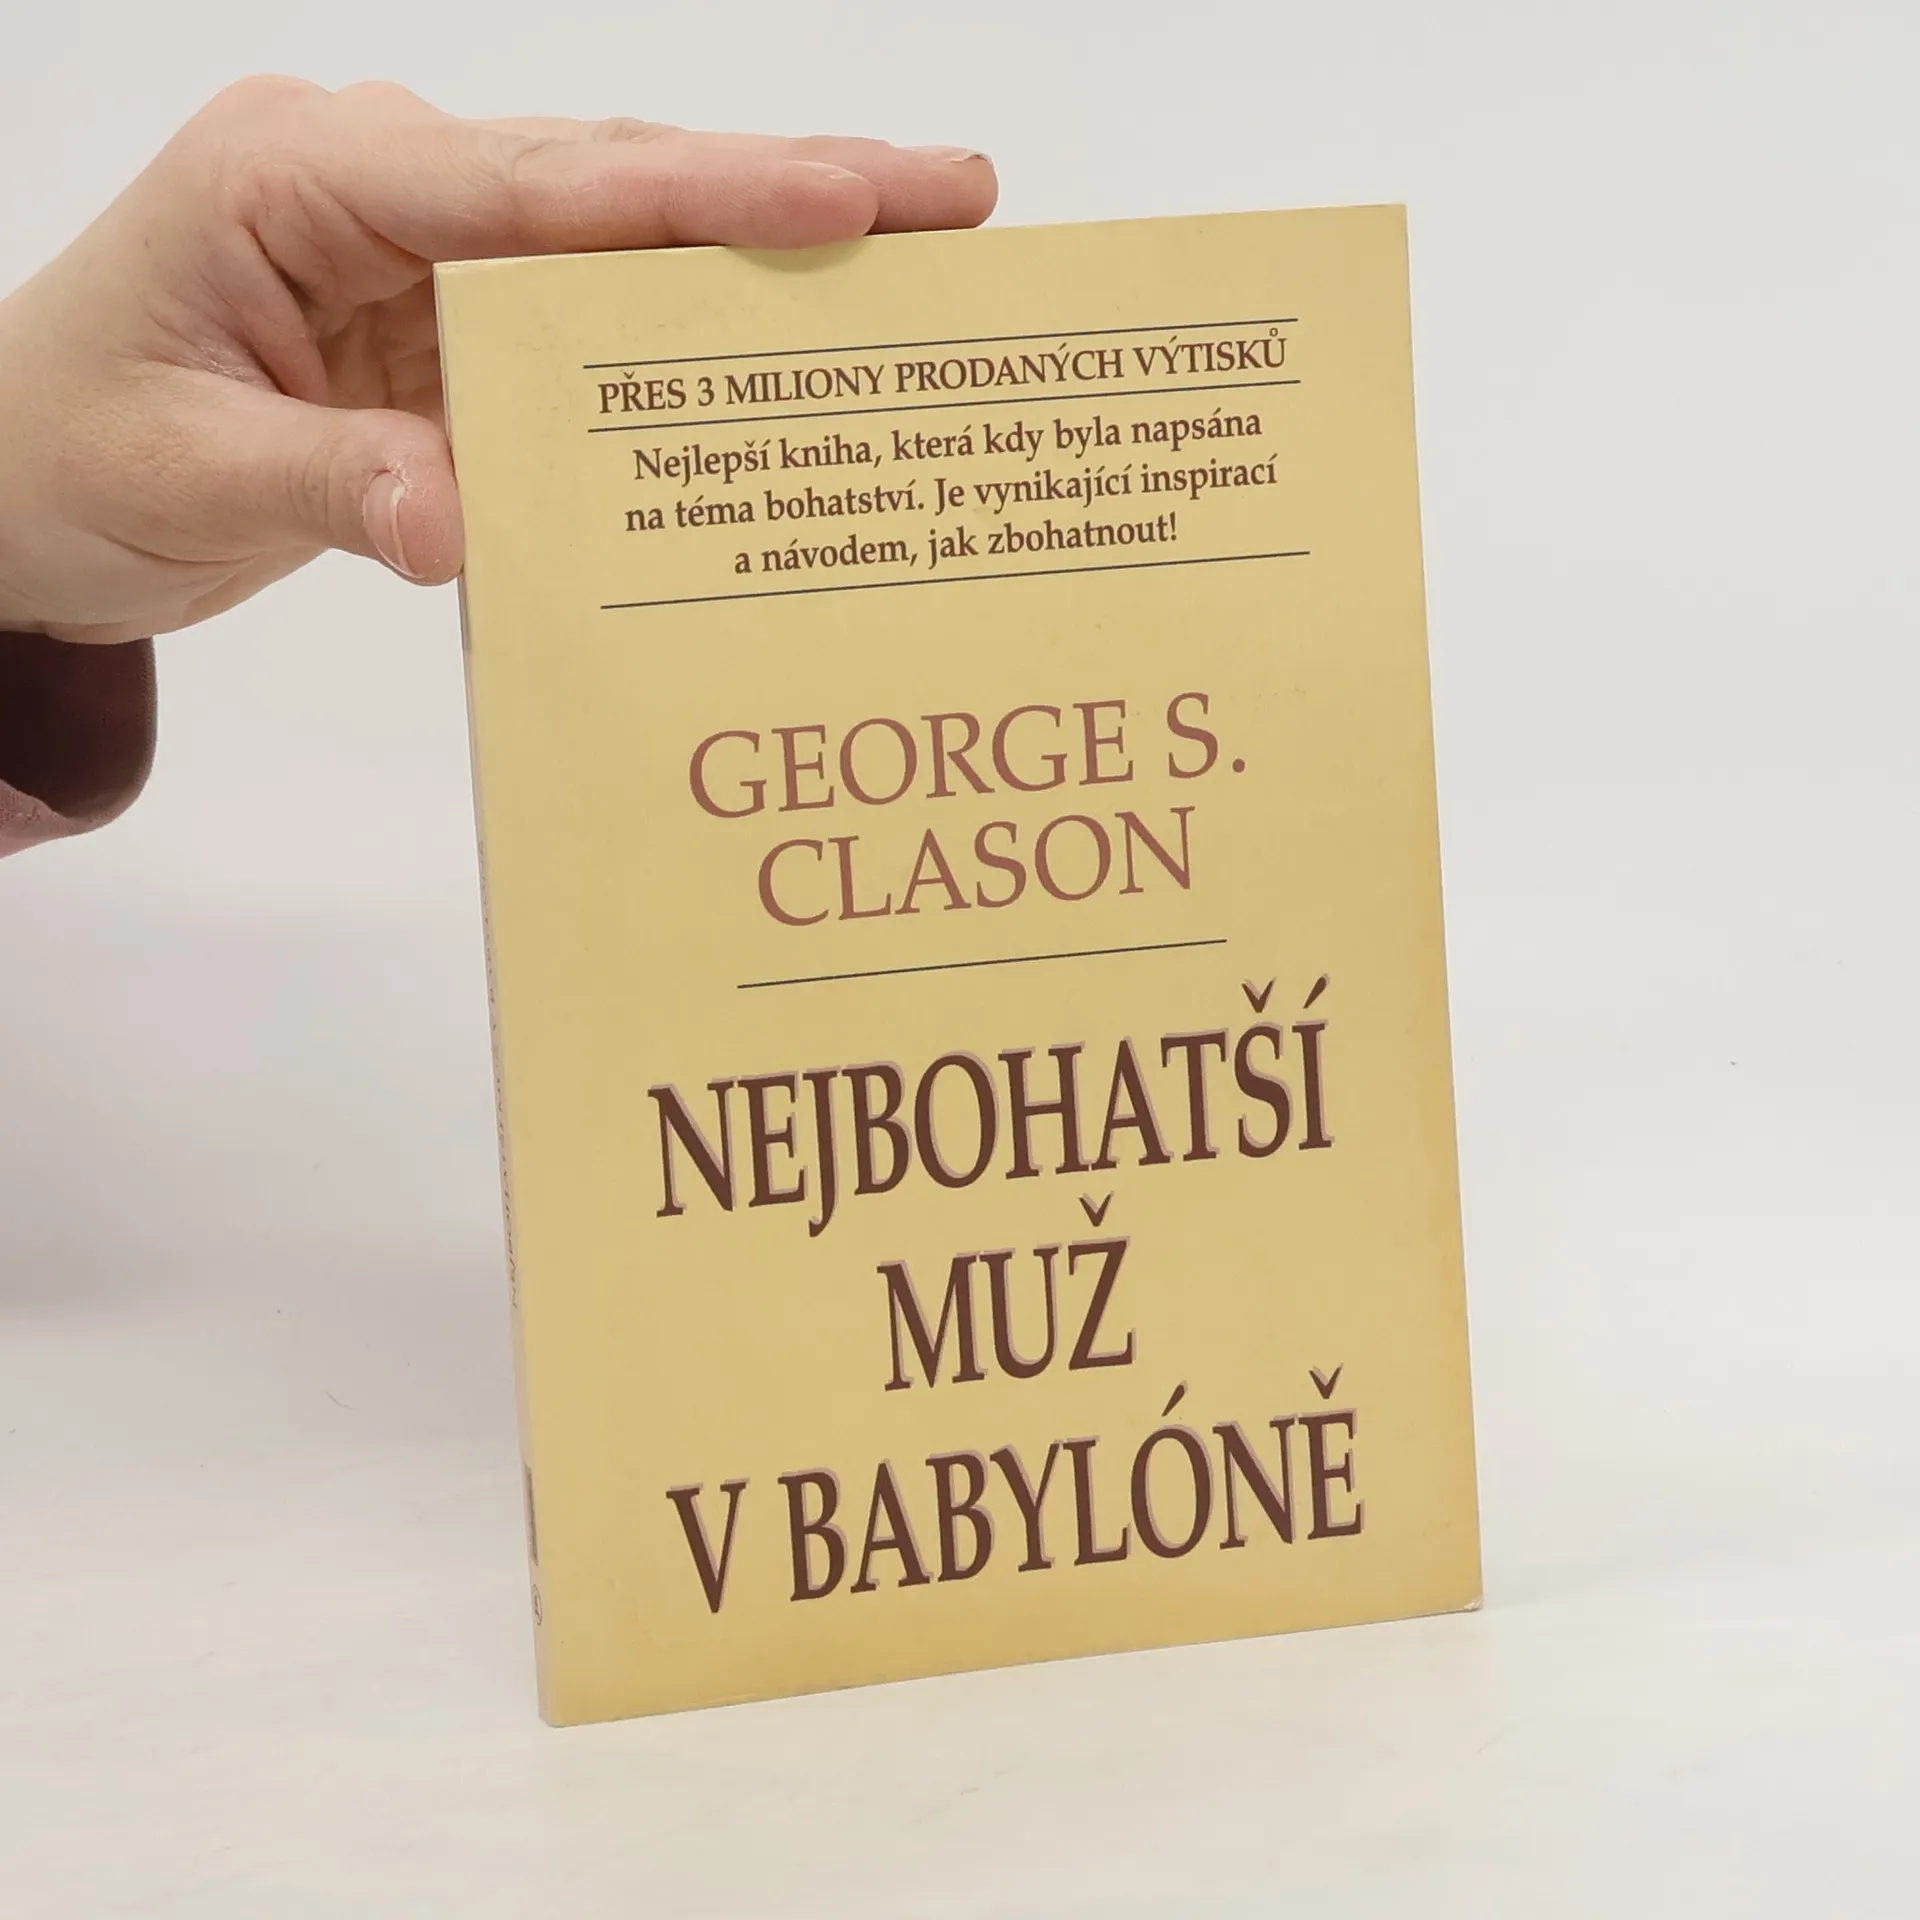 PŘES 3 MILIONY PRODANÝCH VÝTISKŮ
Nejlepší kniha, která kdy byla napsána
na téma bohatství. Je vynikající inspirací
a návodem, jak zbohatnout!
GEORGE S.
CLASON
NEJBOHATŠÍ
MUŽ
V BABYLÓNĚ